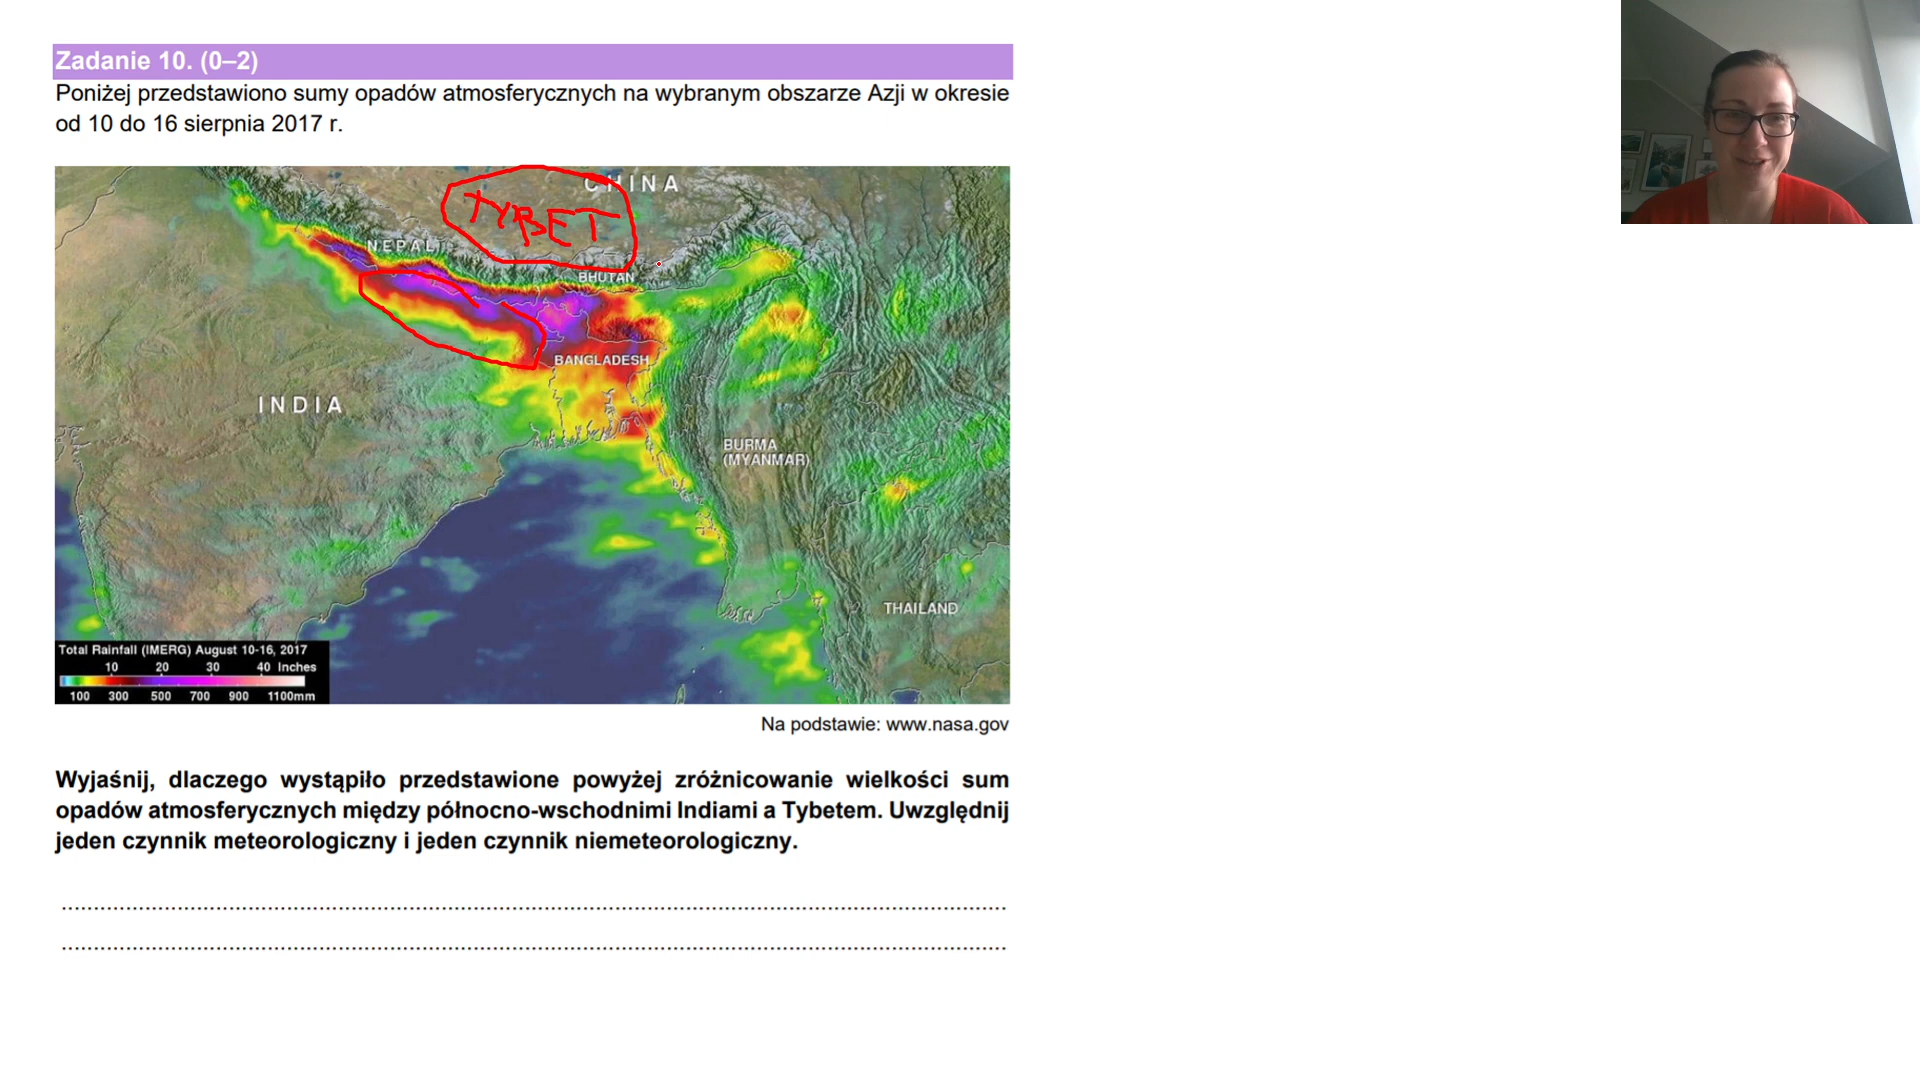 Zadanie 10. (0–2)
Poniżej przedstawiono sumy opadów atmosferycznych na wybranym obszarze Azji w okresie
od 10 do 16 sierpnia 2017 r.
CHINA
TYBET
NEPAL
BHUTAN
BANGLADESH
INDIA
BURMA
(MYANMAR)
THAILAND
Total Rainfall (IMERG) August 10-16, 2017
10 20 30 40 Inches
100 300 500 700 900 1100mm
Na podstawie: www.nasa.gov
Wyjaśnij, dlaczego wystąpiło przedstawione powyżej zróżnicowanie wielkości sum
opadów atmosferycznych między północno-wschodnimi Indiami a Tybetem. Uwzględnij
jeden czynnik meteorologiczny i jeden czynnik niemeteorologiczny.